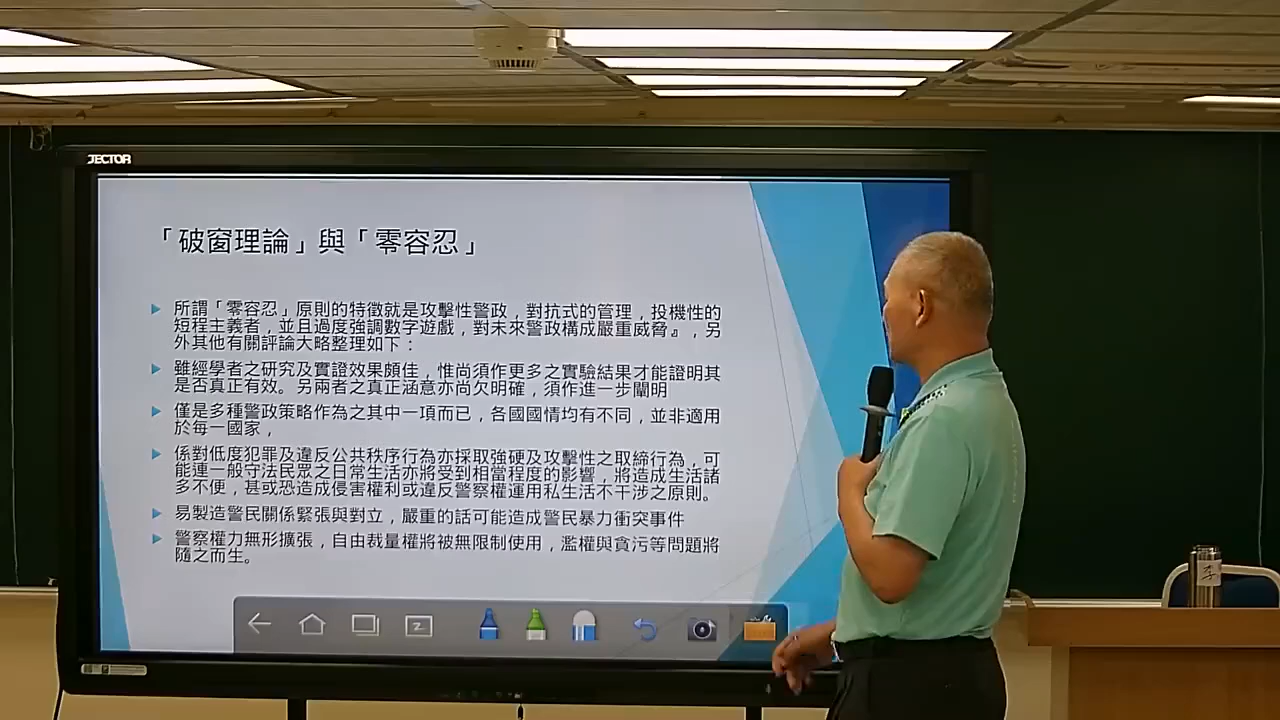 JECTOR
「破窗理論」與「零容忍」
所謂「零容忍」原則的特徵就是攻擊性警政，對抗式的管理，投機性的
短程主義者，並且過度強調數字遊戲，對未來警政構成嚴重威脅』，另
外其他有關評論大略整理如下：
雖經學者之研究及實證效果頗佳，惟尚須作更多之實驗結果才能證明其
是否真正有效。另兩者之真正涵意亦尚欠明確，須作進一步闡明
僅是多種警政策略作為之其中一項而已，各國國情均有不同，並非適用
於每一國家，
係對低度犯罪及違反公共秩序行為亦採取強硬及攻擊性之取締行為，可
能連一般守法民眾之日常生活亦將受到相當程度的影響，將造成生活諸
多不便，甚或恐造成侵害權利或違反警察權運用私生活不干涉之原則。
易製造警民關係緊張與對立，嚴重的話可能造成警民暴力衝突事件
警察權力無形擴張，自由裁量權將被無限制使用，濫權與貪污等問題將
隨之而生。
李